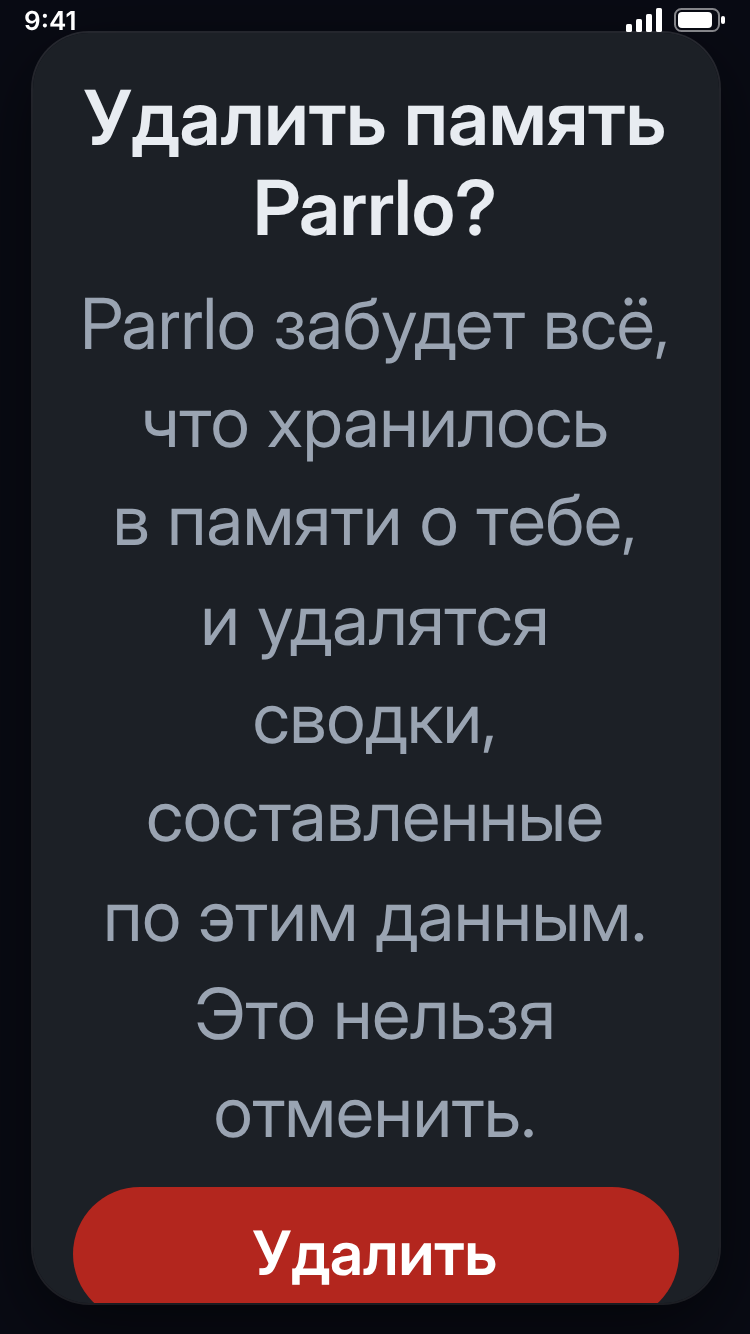 9:41
Удалить память
Parrlo?
Parrlo забудет всё,
что хранилось
в памяти о тебе,
и удалятся
сводки,
составленные
по этим данным.
Это нельзя
отменить.
Удалить